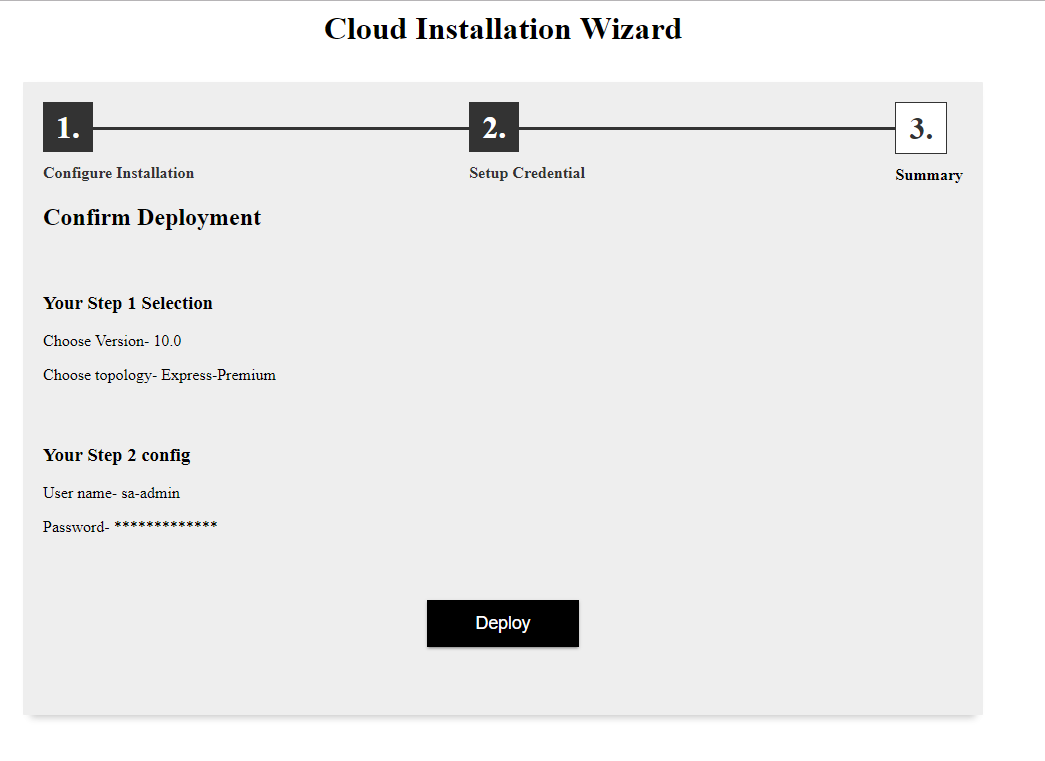 Cloud Installation Wizard
1. 2. 3.
Configure Installation Setup Credential Summary
Confirm Deployment
Your Step 1 Selection
Choose Version- 10.0
Choose topology- Express-Premium
Your Step 2 config
User name- sa-admin
Password- *************
Deploy